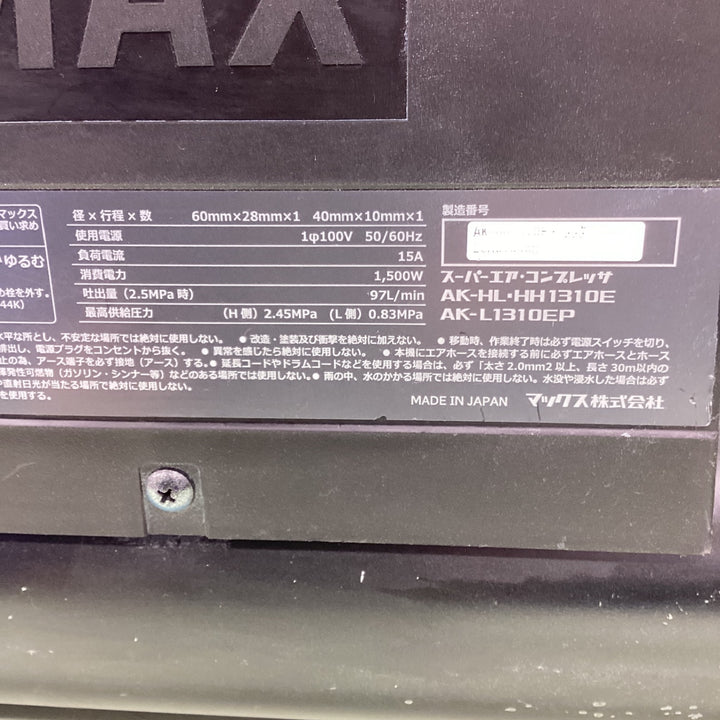 MAX
マックス
買い求め
ゆるむ
の栓を外す。
44K)
径×行程×数 60mm×28mm×1 40mm×10mm×1
使用電源 1φ100V 50/60Hz
負荷電流 15A
消費電力 1,500W
吐出量(2.5MPa時) 97L/min
最高供給圧力 (H側)2.45MPa (L側)0.83MPa
製造番号
スーパーエア・コンプレッサ
AK-HL・HH1310E
AK-L1310EP
水平な所とし、不安定な場所では絶対に使用しない。 ● 改造・塗装及び衝撃を絶対に加えない。 ● 移動時、作業終了時は必ず電源スイッチを切り、
排出し、電源プラグをコンセントから抜く。 ● 異常を感じたら絶対に使用しない。 ● 本機にエアホースを接続する前に必ずエアホースとホース
止の為、アース端子を必ず接地(アース)する。● 延長コードやドラムコードなどを使用する場合は、必ず「太さ2.0mm2以上、長さ30m以内の
揮発性可燃物(ガソリン・シンナー等)などのある場所では使用しない。● 雨の中、水のかかる場所では絶対に使用しない。水没や浸水した場合は必ず
や直射日光が当たる場所で絶対に使用しない。
MADE IN JAPAN マックス株式会社